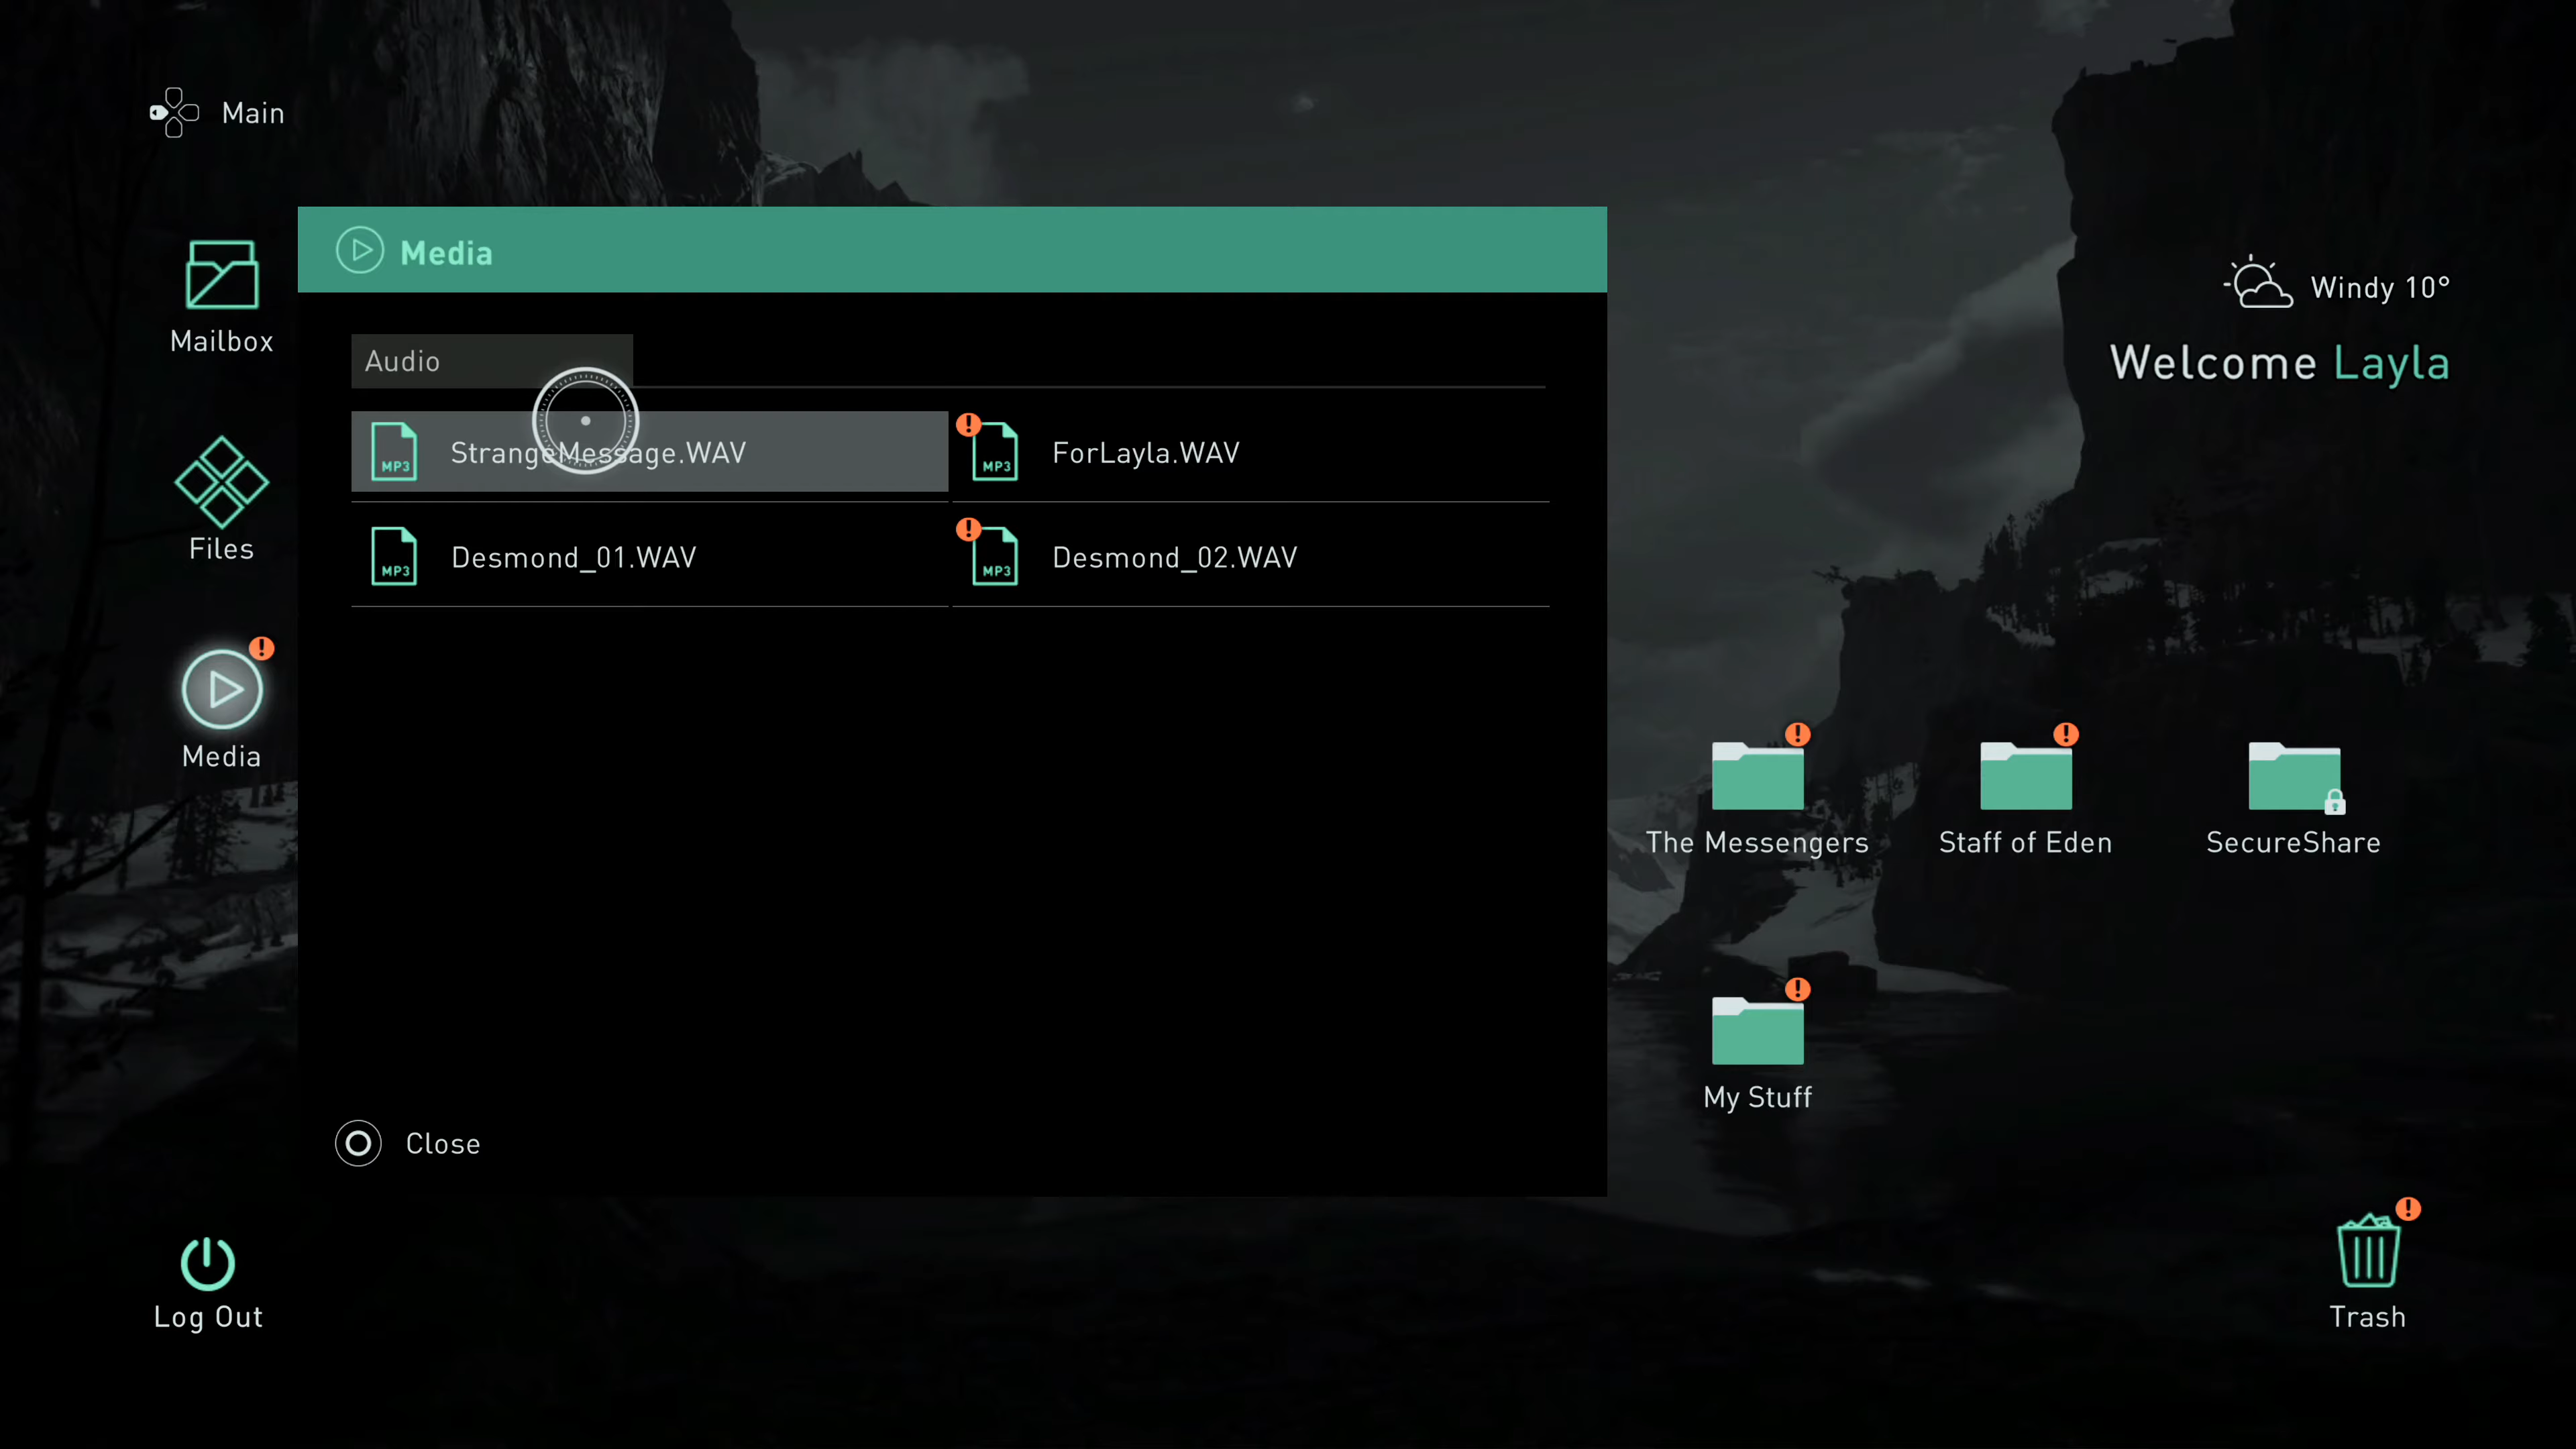 Main
Media
Windy 10°
Mailbox
Audio
Welcome Layla
MP3 StrangeMessage.WAV
MP3 ForLayla.WAV
Files
MP3 Desmond_01.WAV
MP3 Desmond_02.WAV
Media
The Messengers
Staff of Eden
SecureShare
My Stuff
Close
Log Out
Trash